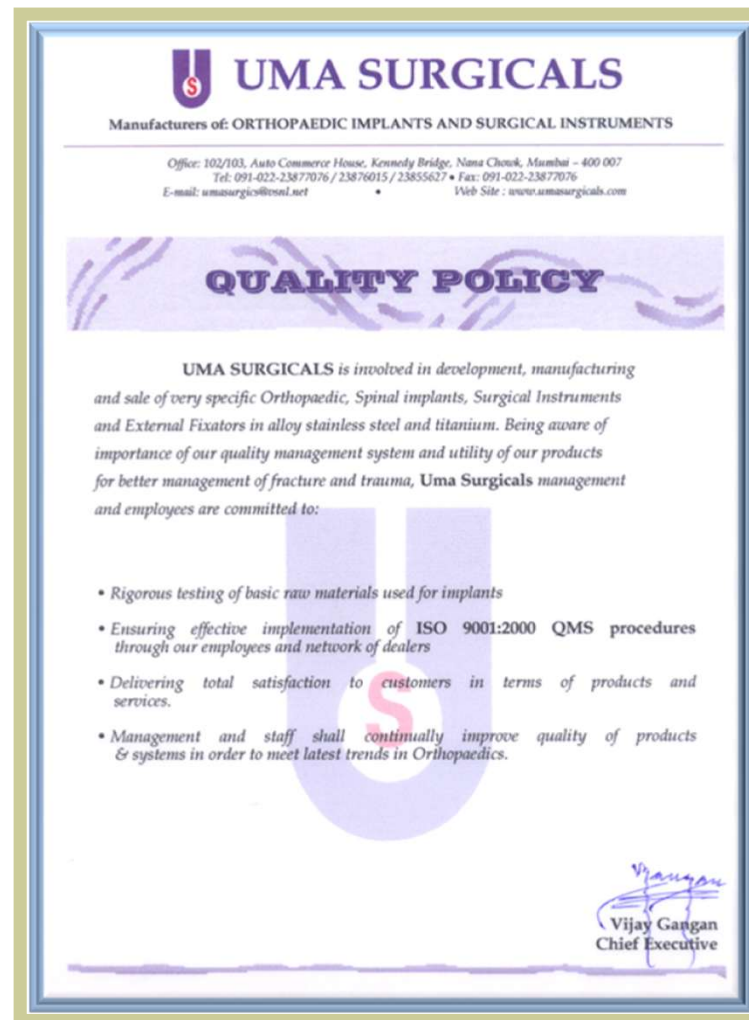 US
UMA SURGICALS
Manufacturers of: ORTHOPAEDIC IMPLANTS AND SURGICAL INSTRUMENTS
Office: 102/103, Auto Commerce House, Kennedy Bridge, Nana Chowk, Mumbai – 400 007
Tel: 091-022-23877076 / 23876015 / 23855627 • Fax: 091-022-23877076
E-mail: umasurgics@vsnl.net • Web Site : www.umasurgicals.com
QUALITY POLICY
UMA SURGICALS is involved in development, manufacturing
and sale of very specific Orthopaedic, Spinal implants, Surgical Instruments
and External Fixators in alloy stainless steel and titanium. Being aware of
importance of our quality management system and utility of our products
for better management of fracture and trauma, Uma Surgicals management
and employees are committed to:
• Rigorous testing of basic raw materials used for implants
• Ensuring effective implementation of ISO 9001:2000 QMS procedures
through our employees and network of dealers
• Delivering total satisfaction to customers in terms of products and
services.
• Management and staff shall continually improve quality of products
& systems in order to meet latest trends in Orthopaedics.
US
Vijay Gangan
Chief Executive